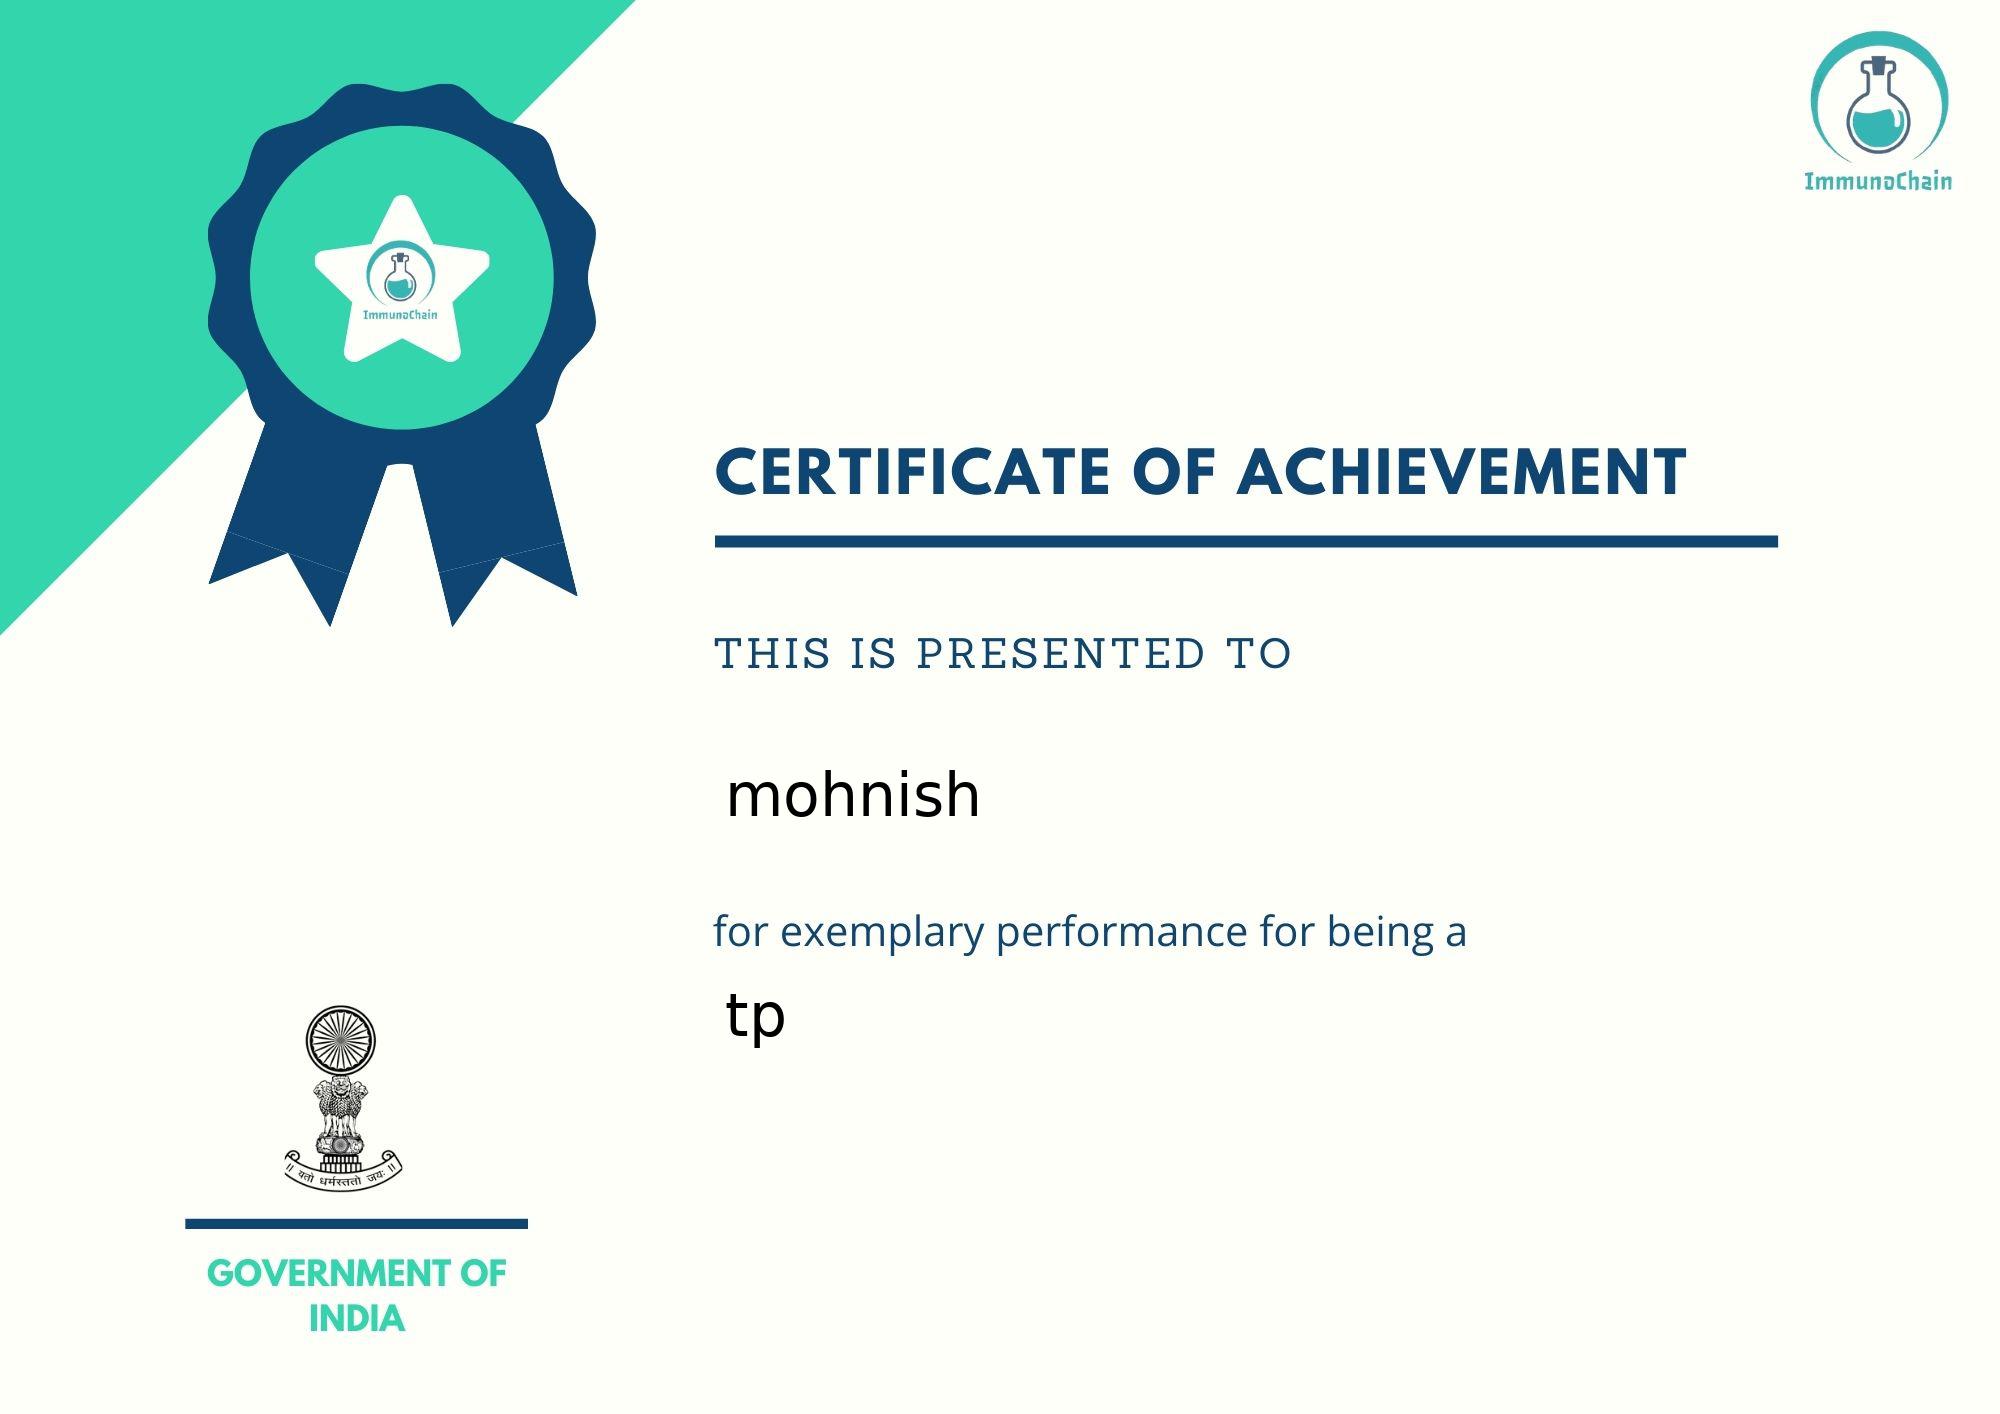 ImmunoChain
ImmunoChain
CERTIFICATE OF ACHIEVEMENT
THIS IS PRESENTED TO
mohnish
for exemplary performance for being a
tp
|| यतो धर्मस्ततो जयः ||
GOVERNMENT OF
INDIA